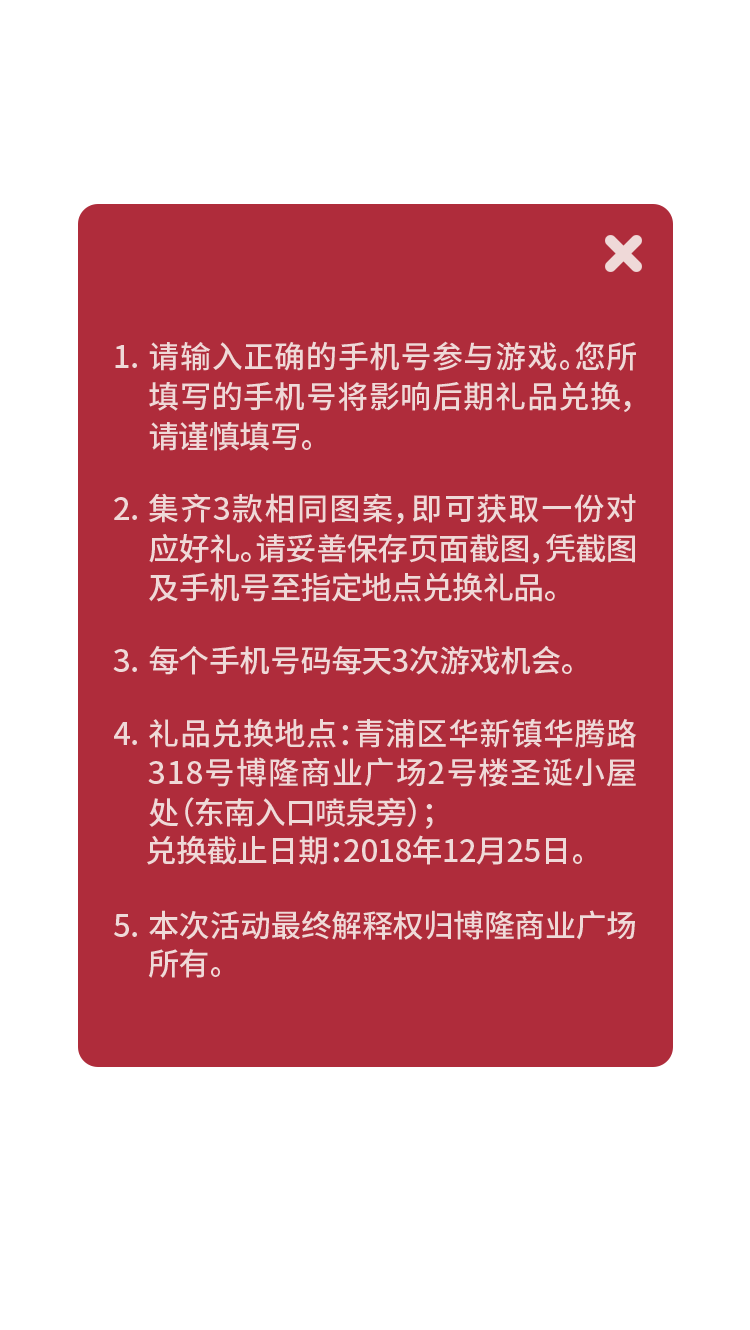 1. 请输入正确的手机号参与游戏。您所
填写的手机号将影响后期礼品兑换，
请谨慎填写。
2. 集齐3款相同图案，即可获取一份对
应好礼。请妥善保存页面截图，凭截图
及手机号至指定地点兑换礼品。
3. 每个手机号码每天3次游戏机会。
4. 礼品兑换地点：青浦区华新镇华腾路
318号博隆商业广场2号楼圣诞小屋
处（东南入口喷泉旁）；
兑换截止日期：2018年12月25日。
5. 本次活动最终解释权归博隆商业广场
所有。